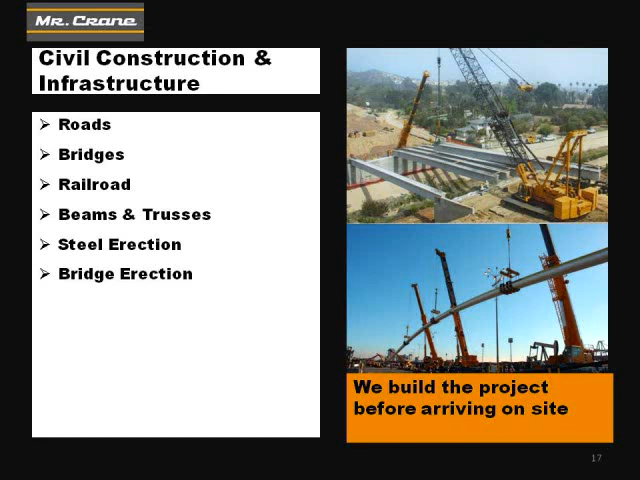 Mr. Crane
Civil Construction &
Infrastructure
Roads
Bridges
Railroad
Beams & Trusses
Steel Erection
Bridge Erection
We build the project
before arriving on site
17